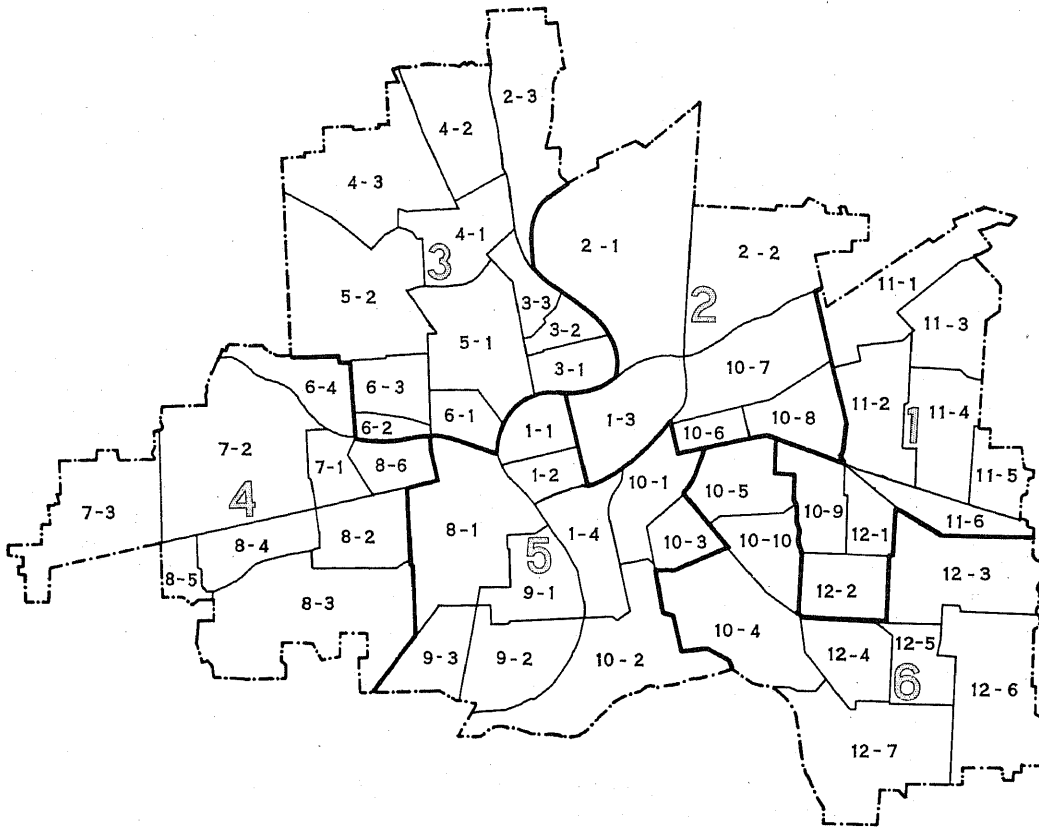 2 - 3
4 - 2
4 - 3
4 - 1
3
2 - 1
2 - 2
5 - 2
3 - 3
2
11 - 1
11 - 3
3 - 2
5 - 1
3 - 1
10 - 7
6 - 4
6 - 3
11 - 2
11 - 4
1
6 - 1
6 - 2
1 - 1
1 - 3
10 - 6
10 - 8
7 - 2
7 - 1
8 - 6
1 - 2
10 - 1
10 - 5
11 - 5
4
7 - 3
10 - 9
11 - 6
8 - 1
1 - 4
8 - 2
10 - 3
10 - 10
12 - 1
8 - 4
5
8 - 5
9 - 1
12 - 2
12 - 3
8 - 3
10 - 4
12 - 5
9 - 3
9 - 2
10 - 2
12 - 4
6
12 - 6
12 - 7